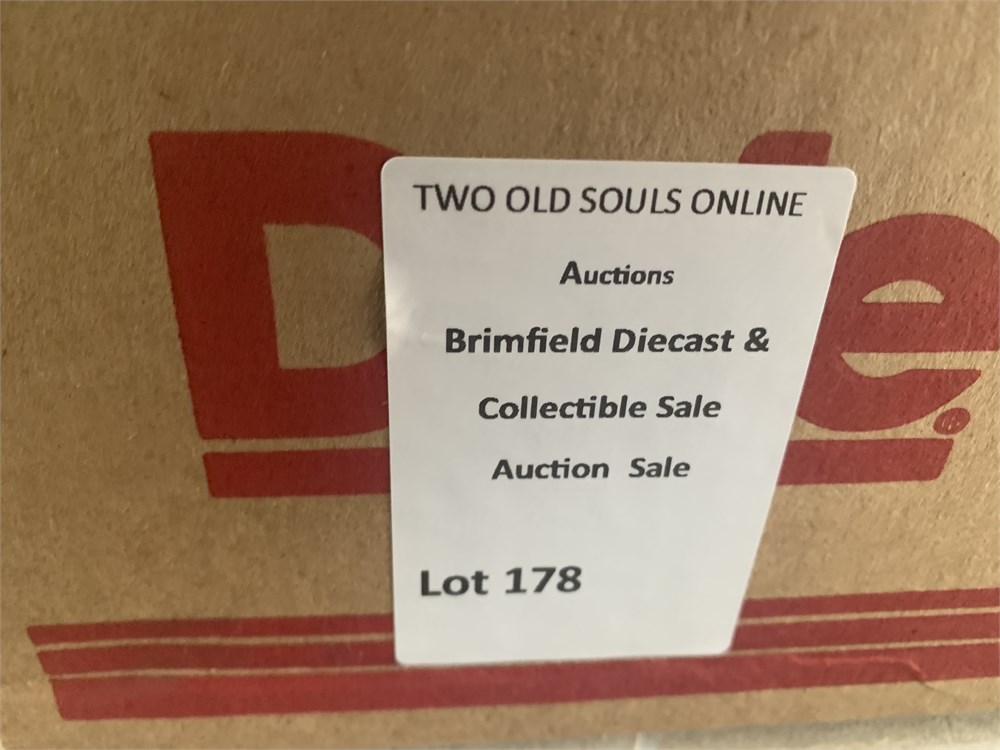 TWO OLD SOULS ONLINE
Auctions
Brimfield Diecast &
Collectible Sale
Auction Sale
Lot 178